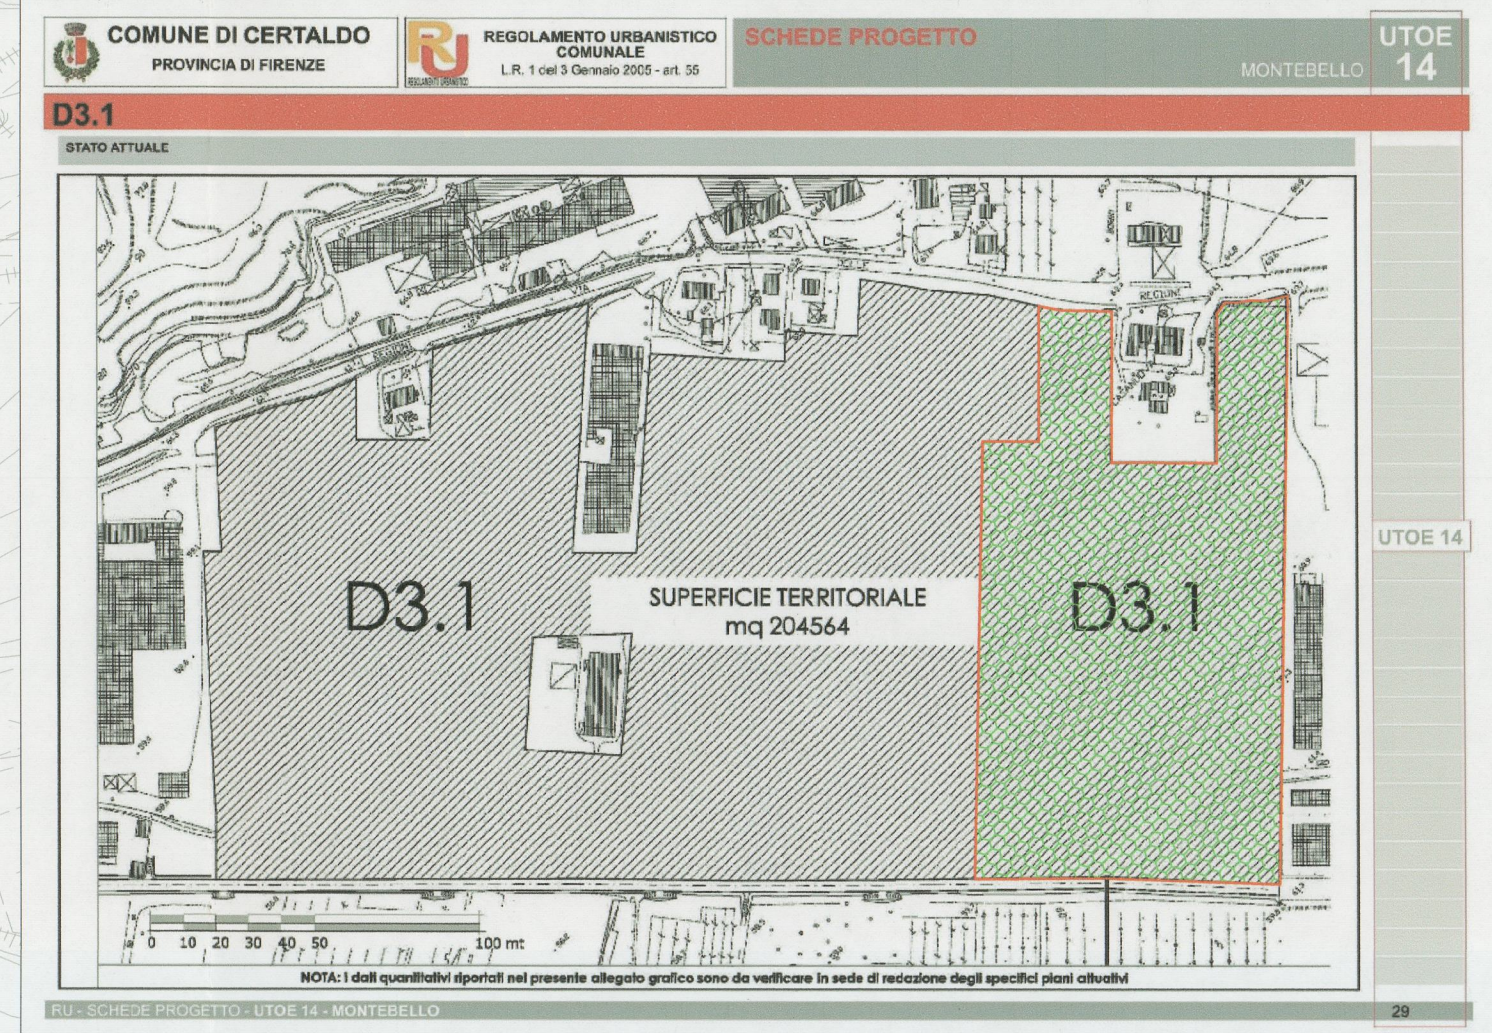 COMUNE DI CERTALDO
PROVINCIA DI FIRENZE
RU
REGOLAMENTO URBANISTICO
REGOLAMENTO URBANISTICO
COMUNALE
L.R. 1 del 3 Gennaio 2005 - art. 55
SCHEDE PROGETTO
MONTEBELLO
UTOE
14
D3.1
STATO ATTUALE
D3.1
SUPERFICIE TERRITORIALE
mq 204564
D3.1
UTOE 14
0 10 20 30 40 50 100 mt
NOTA: i dati quantitativi riportati nel presente allegato grafico sono da verificare in sede di redazione degli specifici piani attuativi
RU - SCHEDE PROGETTO - UTOE 14 - MONTEBELLO
29